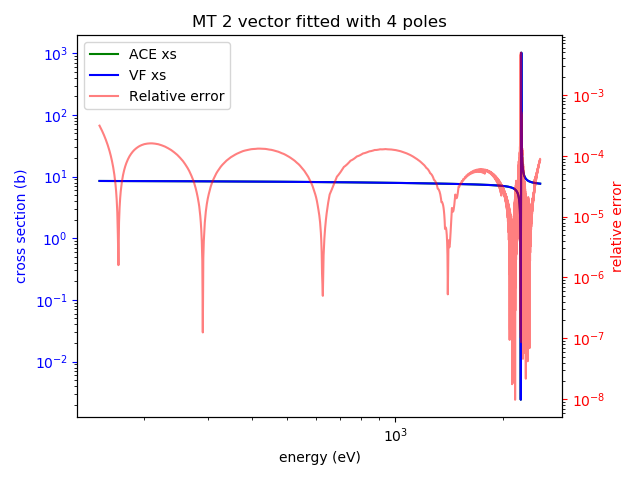 MT 2 vector fitted with 4 poles
ACE xs
VF xs
Relative error
10³
10²
10¹
10⁰
10⁻¹
10⁻²
cross section (b)
10⁻³
10⁻⁴
10⁻⁵
10⁻⁶
10⁻⁷
10⁻⁸
relative error
10³
energy (eV)